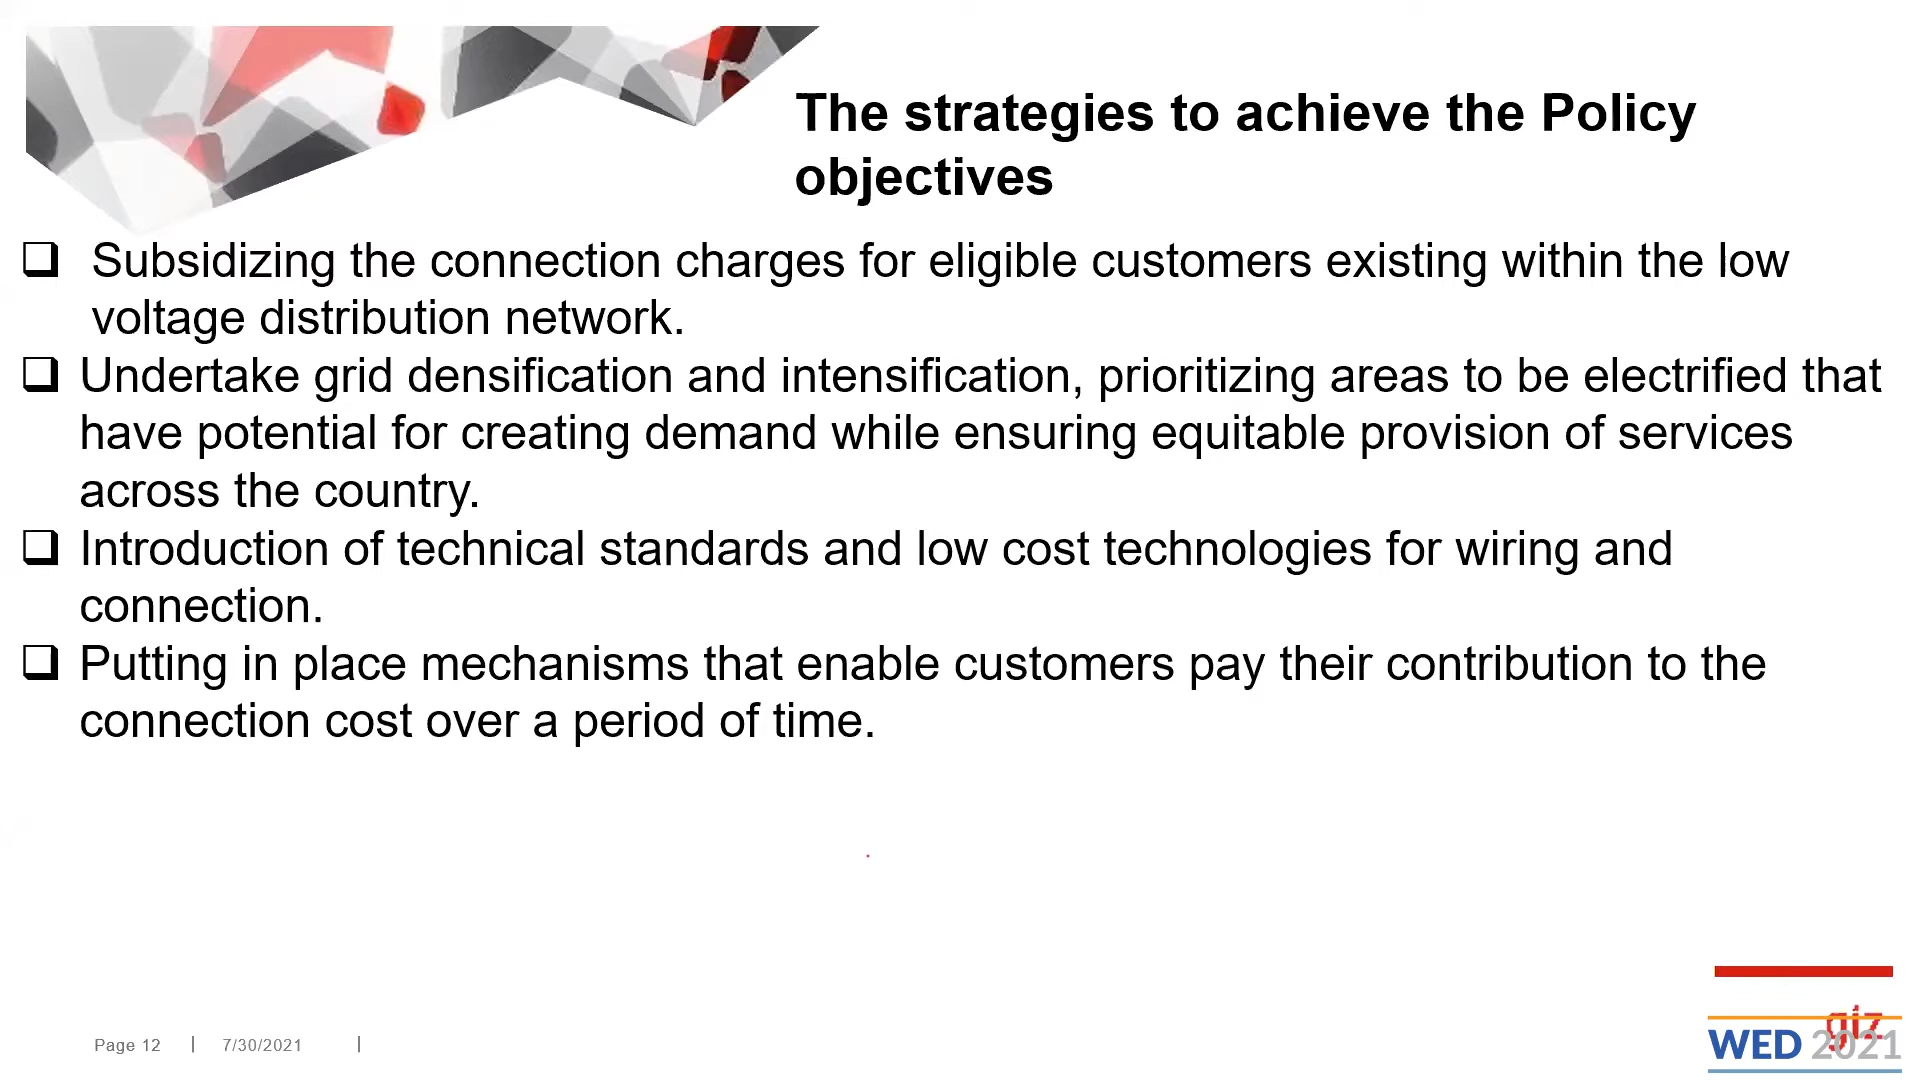 The strategies to achieve the Policy
objectives
❑ Subsidizing the connection charges for eligible customers existing within the low
voltage distribution network.
❑ Undertake grid densification and intensification, prioritizing areas to be electrified that
have potential for creating demand while ensuring equitable provision of services
across the country.
❑ Introduction of technical standards and low cost technologies for wiring and
connection.
❑ Putting in place mechanisms that enable customers pay their contribution to the
connection cost over a period of time.
Page 12 | 7/30/2021 |
giz
WED 2021